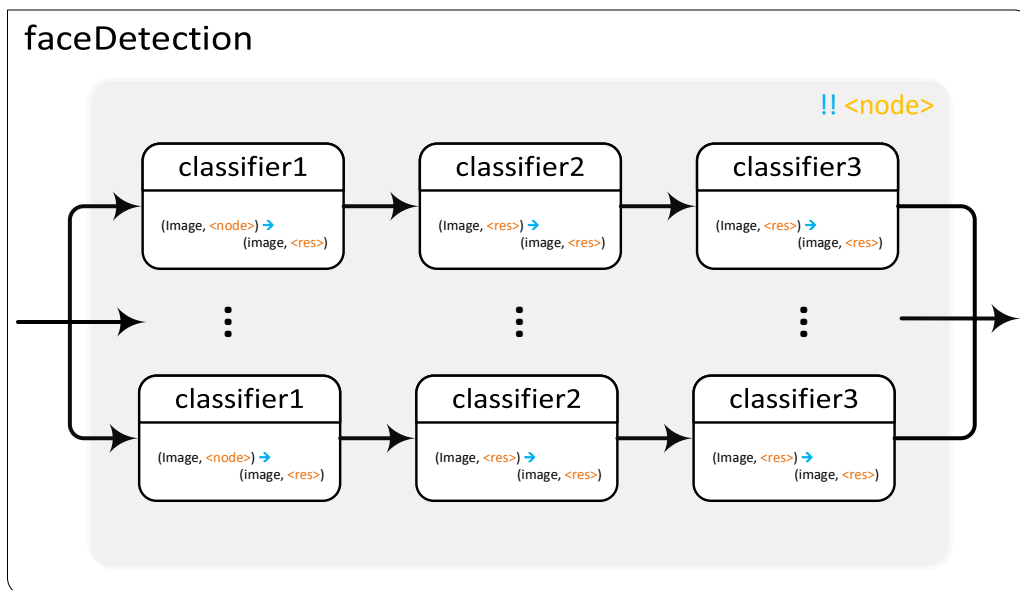 faceDetection
!! <node>
classifier1
(Image, <node>) →
(image, <res>)
classifier2
(Image, <res>) →
(image, <res>)
classifier3
(Image, <res>) →
(image, <res>)
classifier1
(Image, <node>) →
(image, <res>)
classifier2
(Image, <res>) →
(image, <res>)
classifier3
(Image, <res>) →
(image, <res>)